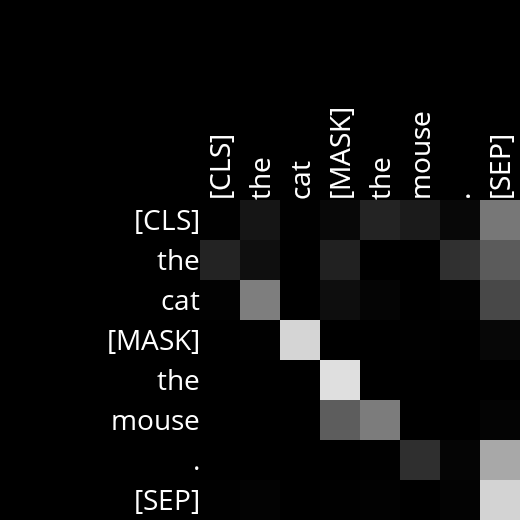 [CLS] the cat [MASK] the mouse . [SEP]
[CLS]
the
cat
[MASK]
the
mouse
.
[SEP]